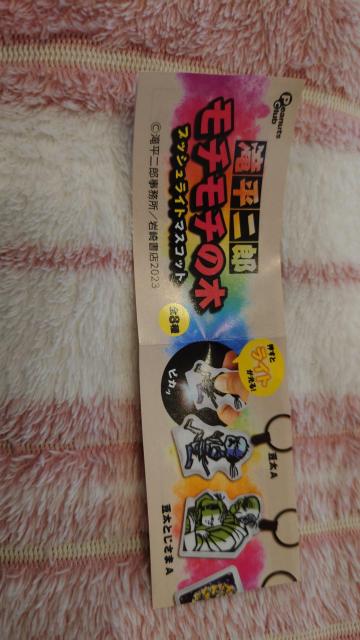 Peanuts
Club
滝平二郎
モチモチの木
スッシュライトマスコット
©滝平二郎事務所/岩崎書店2023
全8種
押すと
ライト
が光る!
ピカッ
豆太A
豆太とじさま A